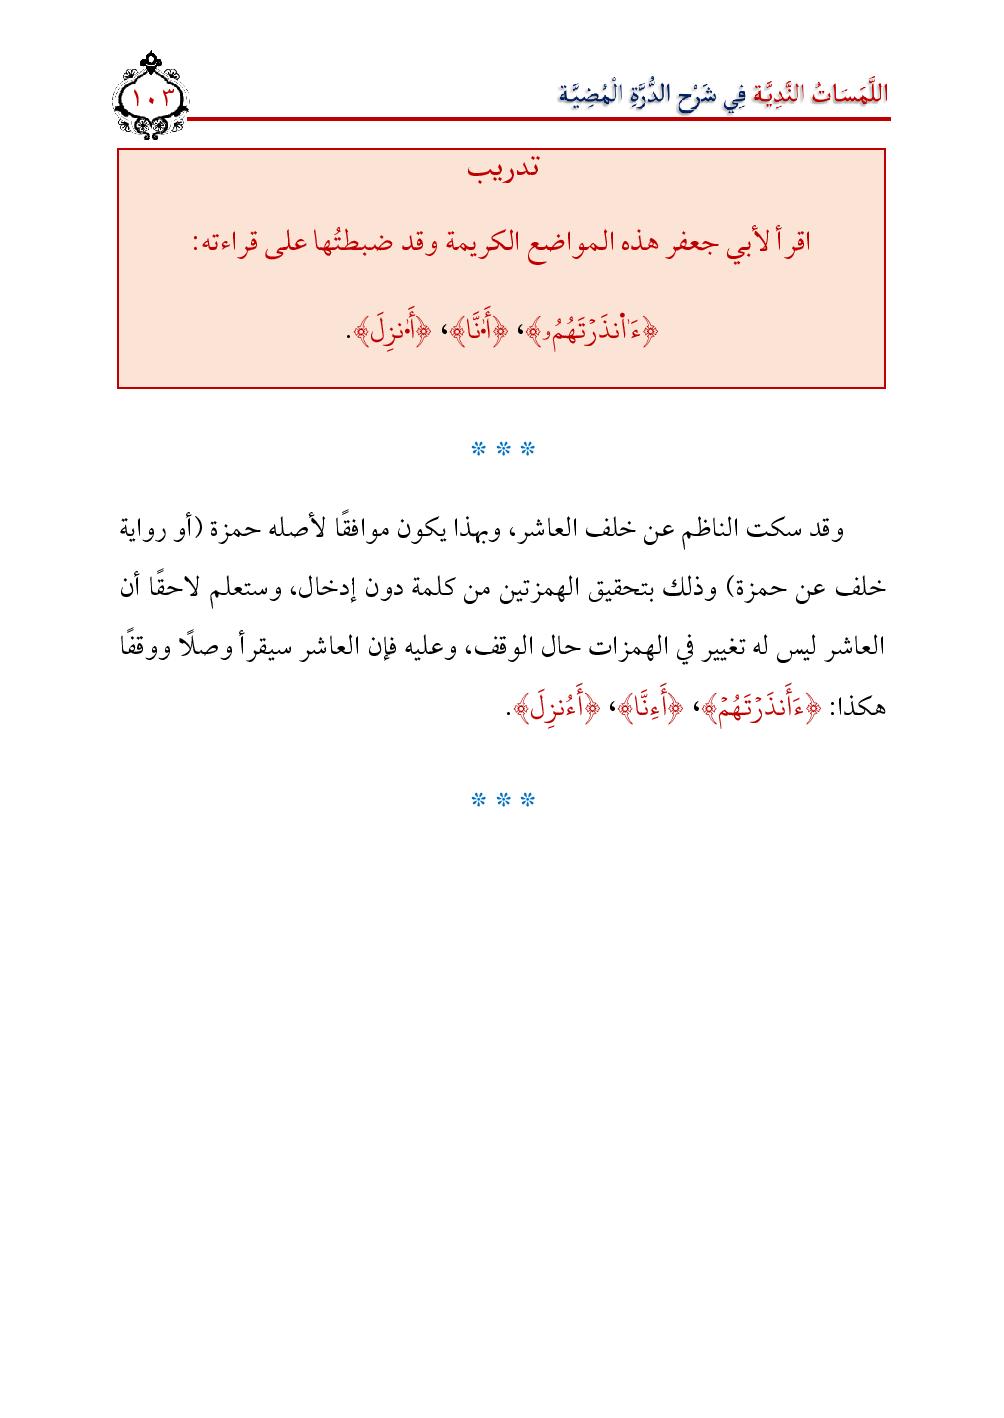 اللَّمَسَاتُ النَّدِيَّة فِي شَرْح الدُّرَّةِ الْمُضِيَّة
١٠٣
تدريب
اقرأ لأبي جعفر هذه المواضع الكريمة وقد ضبطتُها على قراءته:
﴿ءَا۬نذَرۡتَهُمُۥ﴾، ﴿أَ۟ىنَّا﴾، ﴿أَ۟نزِلَ﴾.
* * *
وقد سكت الناظم عن خلف العاشر، وبهذا يكون موافقًا لأصله حمزة (أو رواية
خلف عن حمزة) وذلك بتحقيق الهمزتين من كلمة دون إدخال، وستعلم لاحقًا أن
العاشر ليس له تغيير في الهمزات حال الوقف، وعليه فإن العاشر سيقرأ وصلًا ووقفًا
هكذا: ﴿ءَأَنذَرۡتَهُمۡ﴾، ﴿أَءِنَّا﴾، ﴿أَءُنزِلَ﴾.
* * *